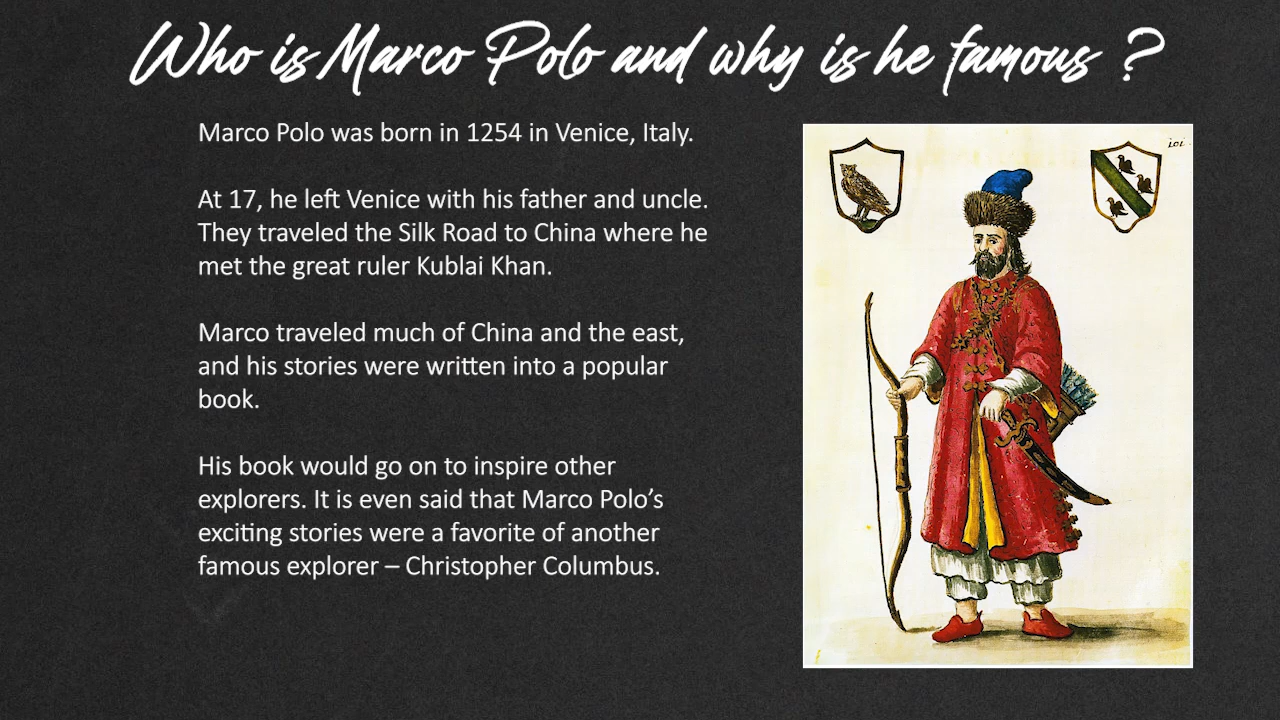 Who is Marco Polo and why is he famous ?
Marco Polo was born in 1254 in Venice, Italy.
At 17, he left Venice with his father and uncle.
They traveled the Silk Road to China where he
met the great ruler Kublai Khan.
Marco traveled much of China and the east,
and his stories were written into a popular
book.
His book would go on to inspire other
explorers. It is even said that Marco Polo’s
exciting stories were a favorite of another
famous explorer – Christopher Columbus.